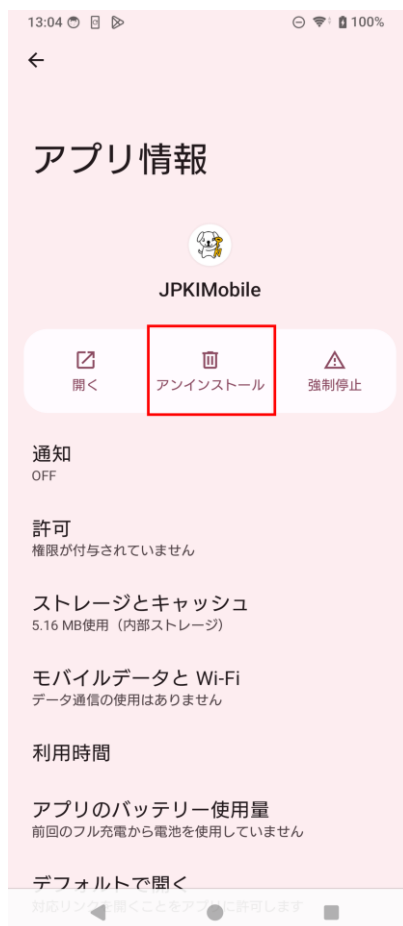 13:04 100%
アプリ情報
JPKIMobile
開く アンインストール 強制停止
通知
OFF
許可
権限が付与されていません
ストレージとキャッシュ
5.16 MB使用（内部ストレージ）
モバイルデータと Wi-Fi
データ通信の使用はありません
利用時間
アプリのバッテリー使用量
前回のフル充電から電池を使用していません
デフォルトで開く
対応リンクを開くことをアプリに許可します